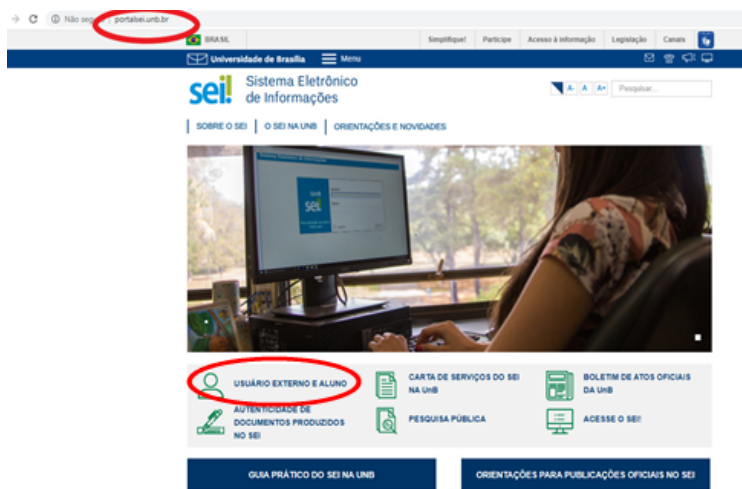 Não seg portalsei.unb.br
BRASIL Simplifique! Participe Acesso à informação Legislação Canais
Universidade de Brasília Menu
sei! Sistema Eletrônico
de Informações
A- A A+ Pesquisar...
SOBRE O SEI O SEI NA UNB ORIENTAÇÕES E NOVIDADES
UnB
sei!
USUÁRIO EXTERNO E ALUNO
CARTA DE SERVIÇOS DO SEI
NA UnB
BOLETIM DE ATOS OFICIAIS
DA UnB
AUTENTICIDADE DE
DOCUMENTOS PRODUZIDOS
NO SEI
PESQUISA PÚBLICA
ACESSE O SEI!
GUIA PRÁTICO DO SEI NA UNB
ORIENTAÇÕES PARA PUBLICAÇÕES OFICIAIS NO SEI